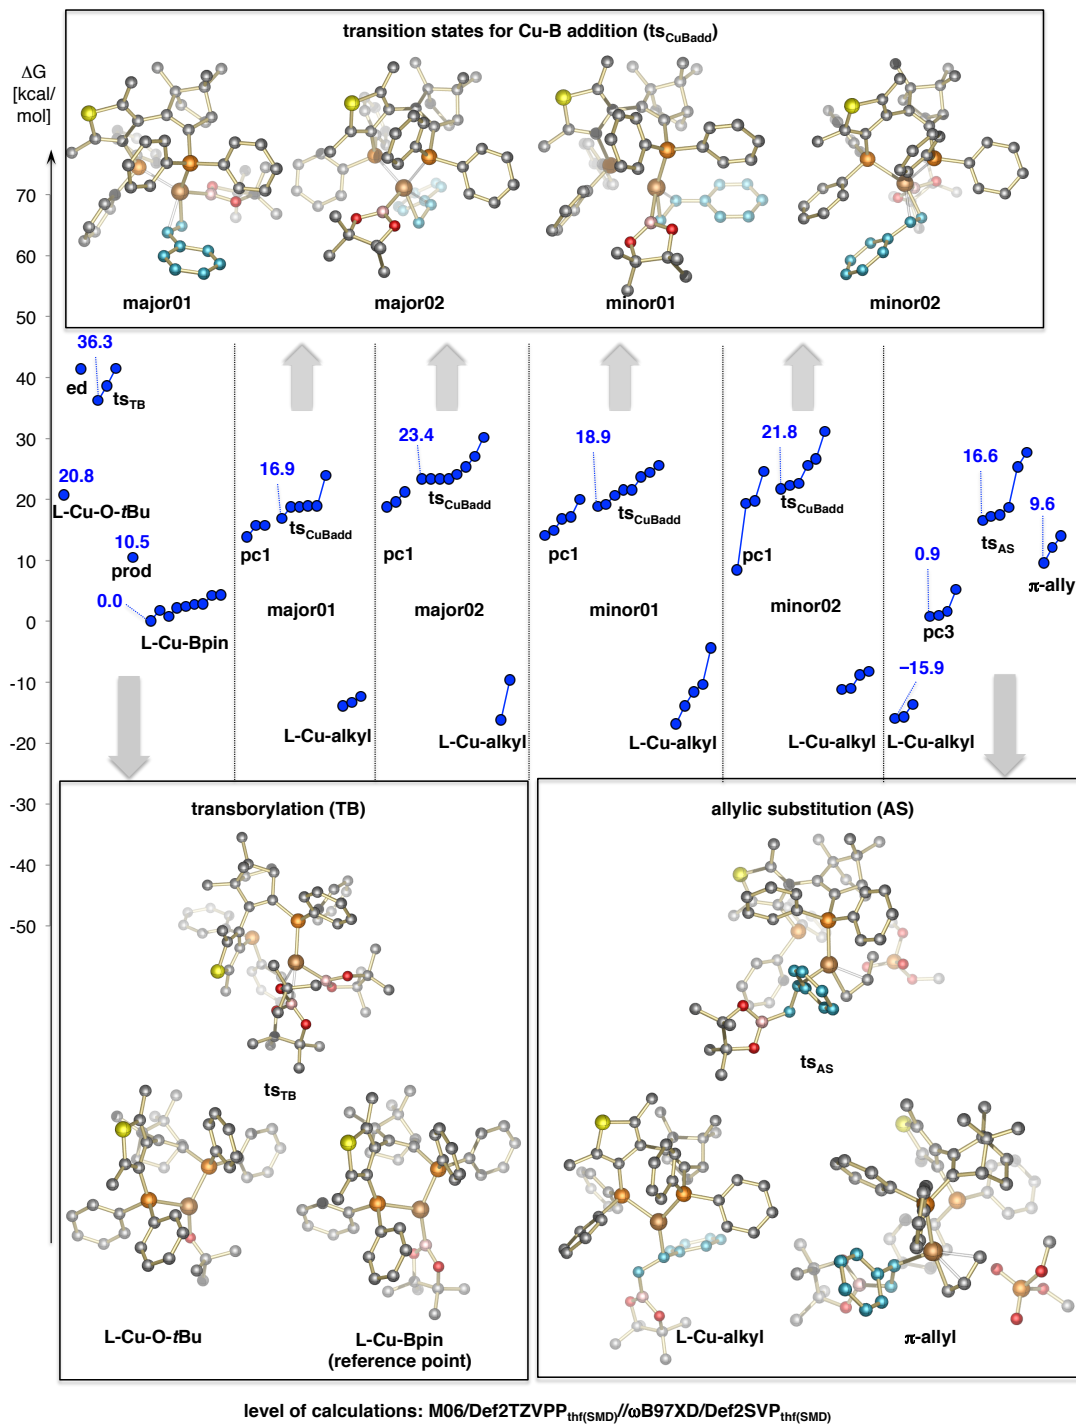 transition states for Cu-B addition (tsCuBadd)
ΔG
[kcal/
mol]
major01
major02
minor01
minor02
70
60
50
40
30
20
10
0
-10
-20
-30
-40
-50
36.3
ed
tsTB
20.8
L-Cu-O-tBu
10.5
prod
0.0
L-Cu-Bpin
16.9
tsCuBadd
pc1
major01
L-Cu-alkyl
23.4
tsCuBadd
pc1
major02
L-Cu-alkyl
18.9
tsCuBadd
pc1
minor01
L-Cu-alkyl
21.8
tsCuBadd
pc1
minor02
L-Cu-alkyl
16.6
tsAS
9.6
π-ally
0.9
pc3
−15.9
L-Cu-alkyl
transborylation (TB)
tsTB
L-Cu-O-tBu
L-Cu-Bpin
(reference point)
allylic substitution (AS)
tsAS
L-Cu-alkyl
π-allyl
level of calculations: M06/Def2TZVPPthf(SMD)//ωB97XD/Def2SVPthf(SMD)